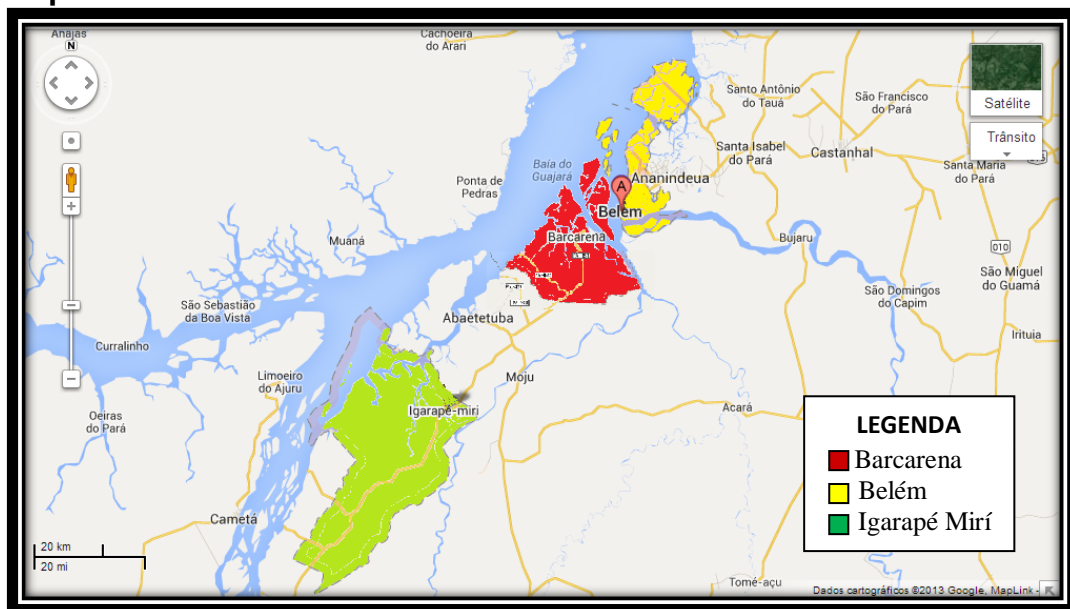 Anajás
N
Cachoeira
do Arari
Satélite
Trânsito
Santo Antônio
do Tauá
São Francisco
do Pará
Santa Isabel
do Pará
Castanhal
Santa Maria
do Pará
Baía do
Guajará
Ponta de
Pedras
Ananindeua
A
Belém
Barcarena
Muaná
Bujaru
010
São Miguel
do Guamá
São Sebastião
da Boa Vista
São Domingos
do Capim
Abaetetuba
Irituia
Curralinho
Limoeiro
do Ajuru
Moju
Igarapé-miri
Acará
Oeiras
do Pará
Cametá
LEGENDA
Barcarena
Belém
Igarapé Mirí
20 km
20 mi
Tomé-açu
Dados cartográficos ©2013 Google, MapLink -